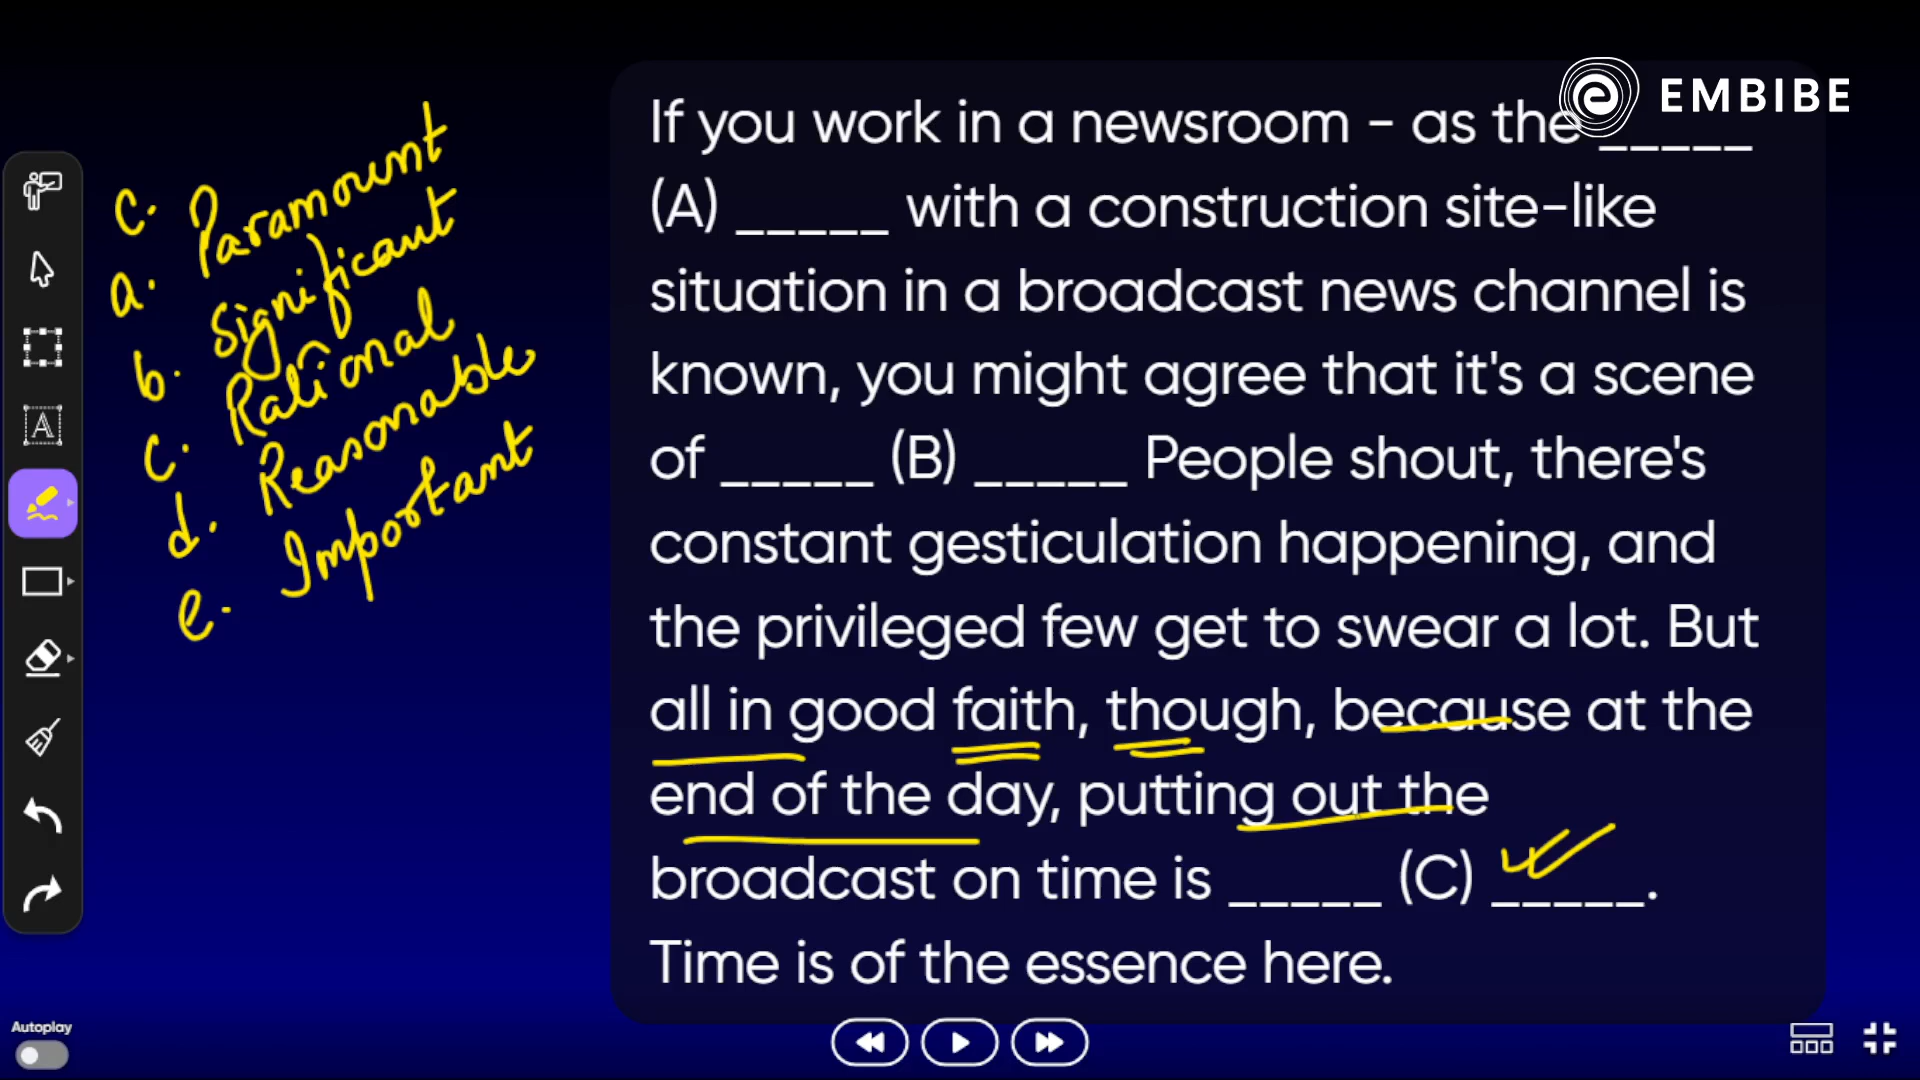 EMBIBE
c. Paramount
a. significant
b. Rational
c. Reasonable
d. Important
e.
If you work in a newsroom - as the _____
(A) _____ with a construction site-like
situation in a broadcast news channel is
known, you might agree that it's a scene
of _____ (B) _____ People shout, there's
constant gesticulation happening, and
the privileged few get to swear a lot. But
all in good faith, though, because at the
end of the day, putting out the
broadcast on time is _____ (C) _____.
Time is of the essence here.
A
Autoplay